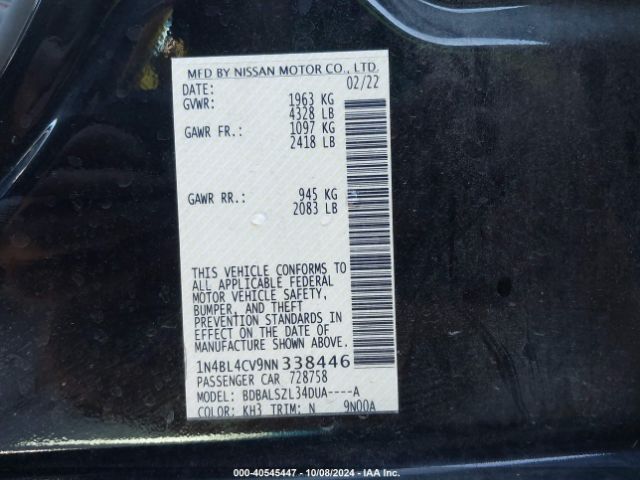 MFD BY NISSAN MOTOR CO., LTD.
DATE: 02/22
GVWR: 1963 KG
4328 LB
GAWR FR.: 1097 KG
2418 LB
GAWR RR.: 945 KG
2083 LB
THIS VEHICLE CONFORMS TO
ALL APPLICABLE FEDERAL
MOTOR VEHICLE SAFETY,
BUMPER, AND THEFT
PREVENTION STANDARDS IN
EFFECT ON THE DATE OF
MANUFACTURE SHOWN ABOVE.
1N4BL4CV9NN 338446
PASSENGER CAR 728758
MODEL: BDBALSZL34DUA----A
COLOR: KH3 TRIM: N 9N00A
000-40545447 - 10/08/2024 - IAA Inc.